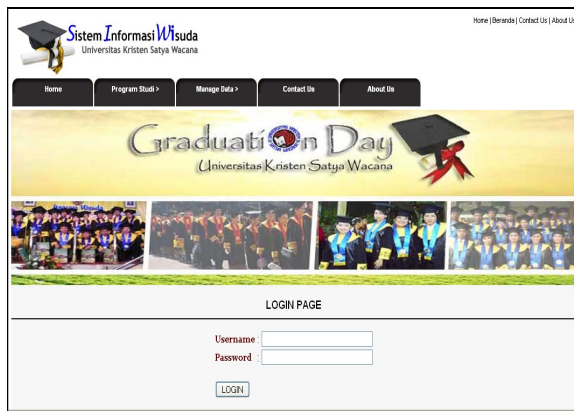 Home | Beranda | Contact Us | About Us
Sistem Informasi Wisuda
Universitas Kristen Satya Wacana
Home
Program Studi >
Manage Data >
Contact Us
About Us
Graduation Day
Universitas Kristen Satya Wacana
LOGIN PAGE
Username :
Password :
LOGIN